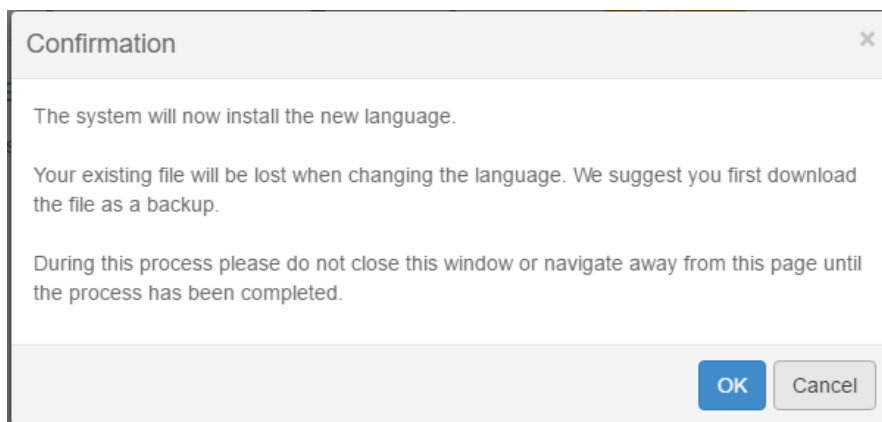 Confirmation
×
The system will now install the new language.
Your existing file will be lost when changing the language. We suggest you first download
the file as a backup.
During this process please do not close this window or navigate away from this page until
the process has been completed.
OK
Cancel